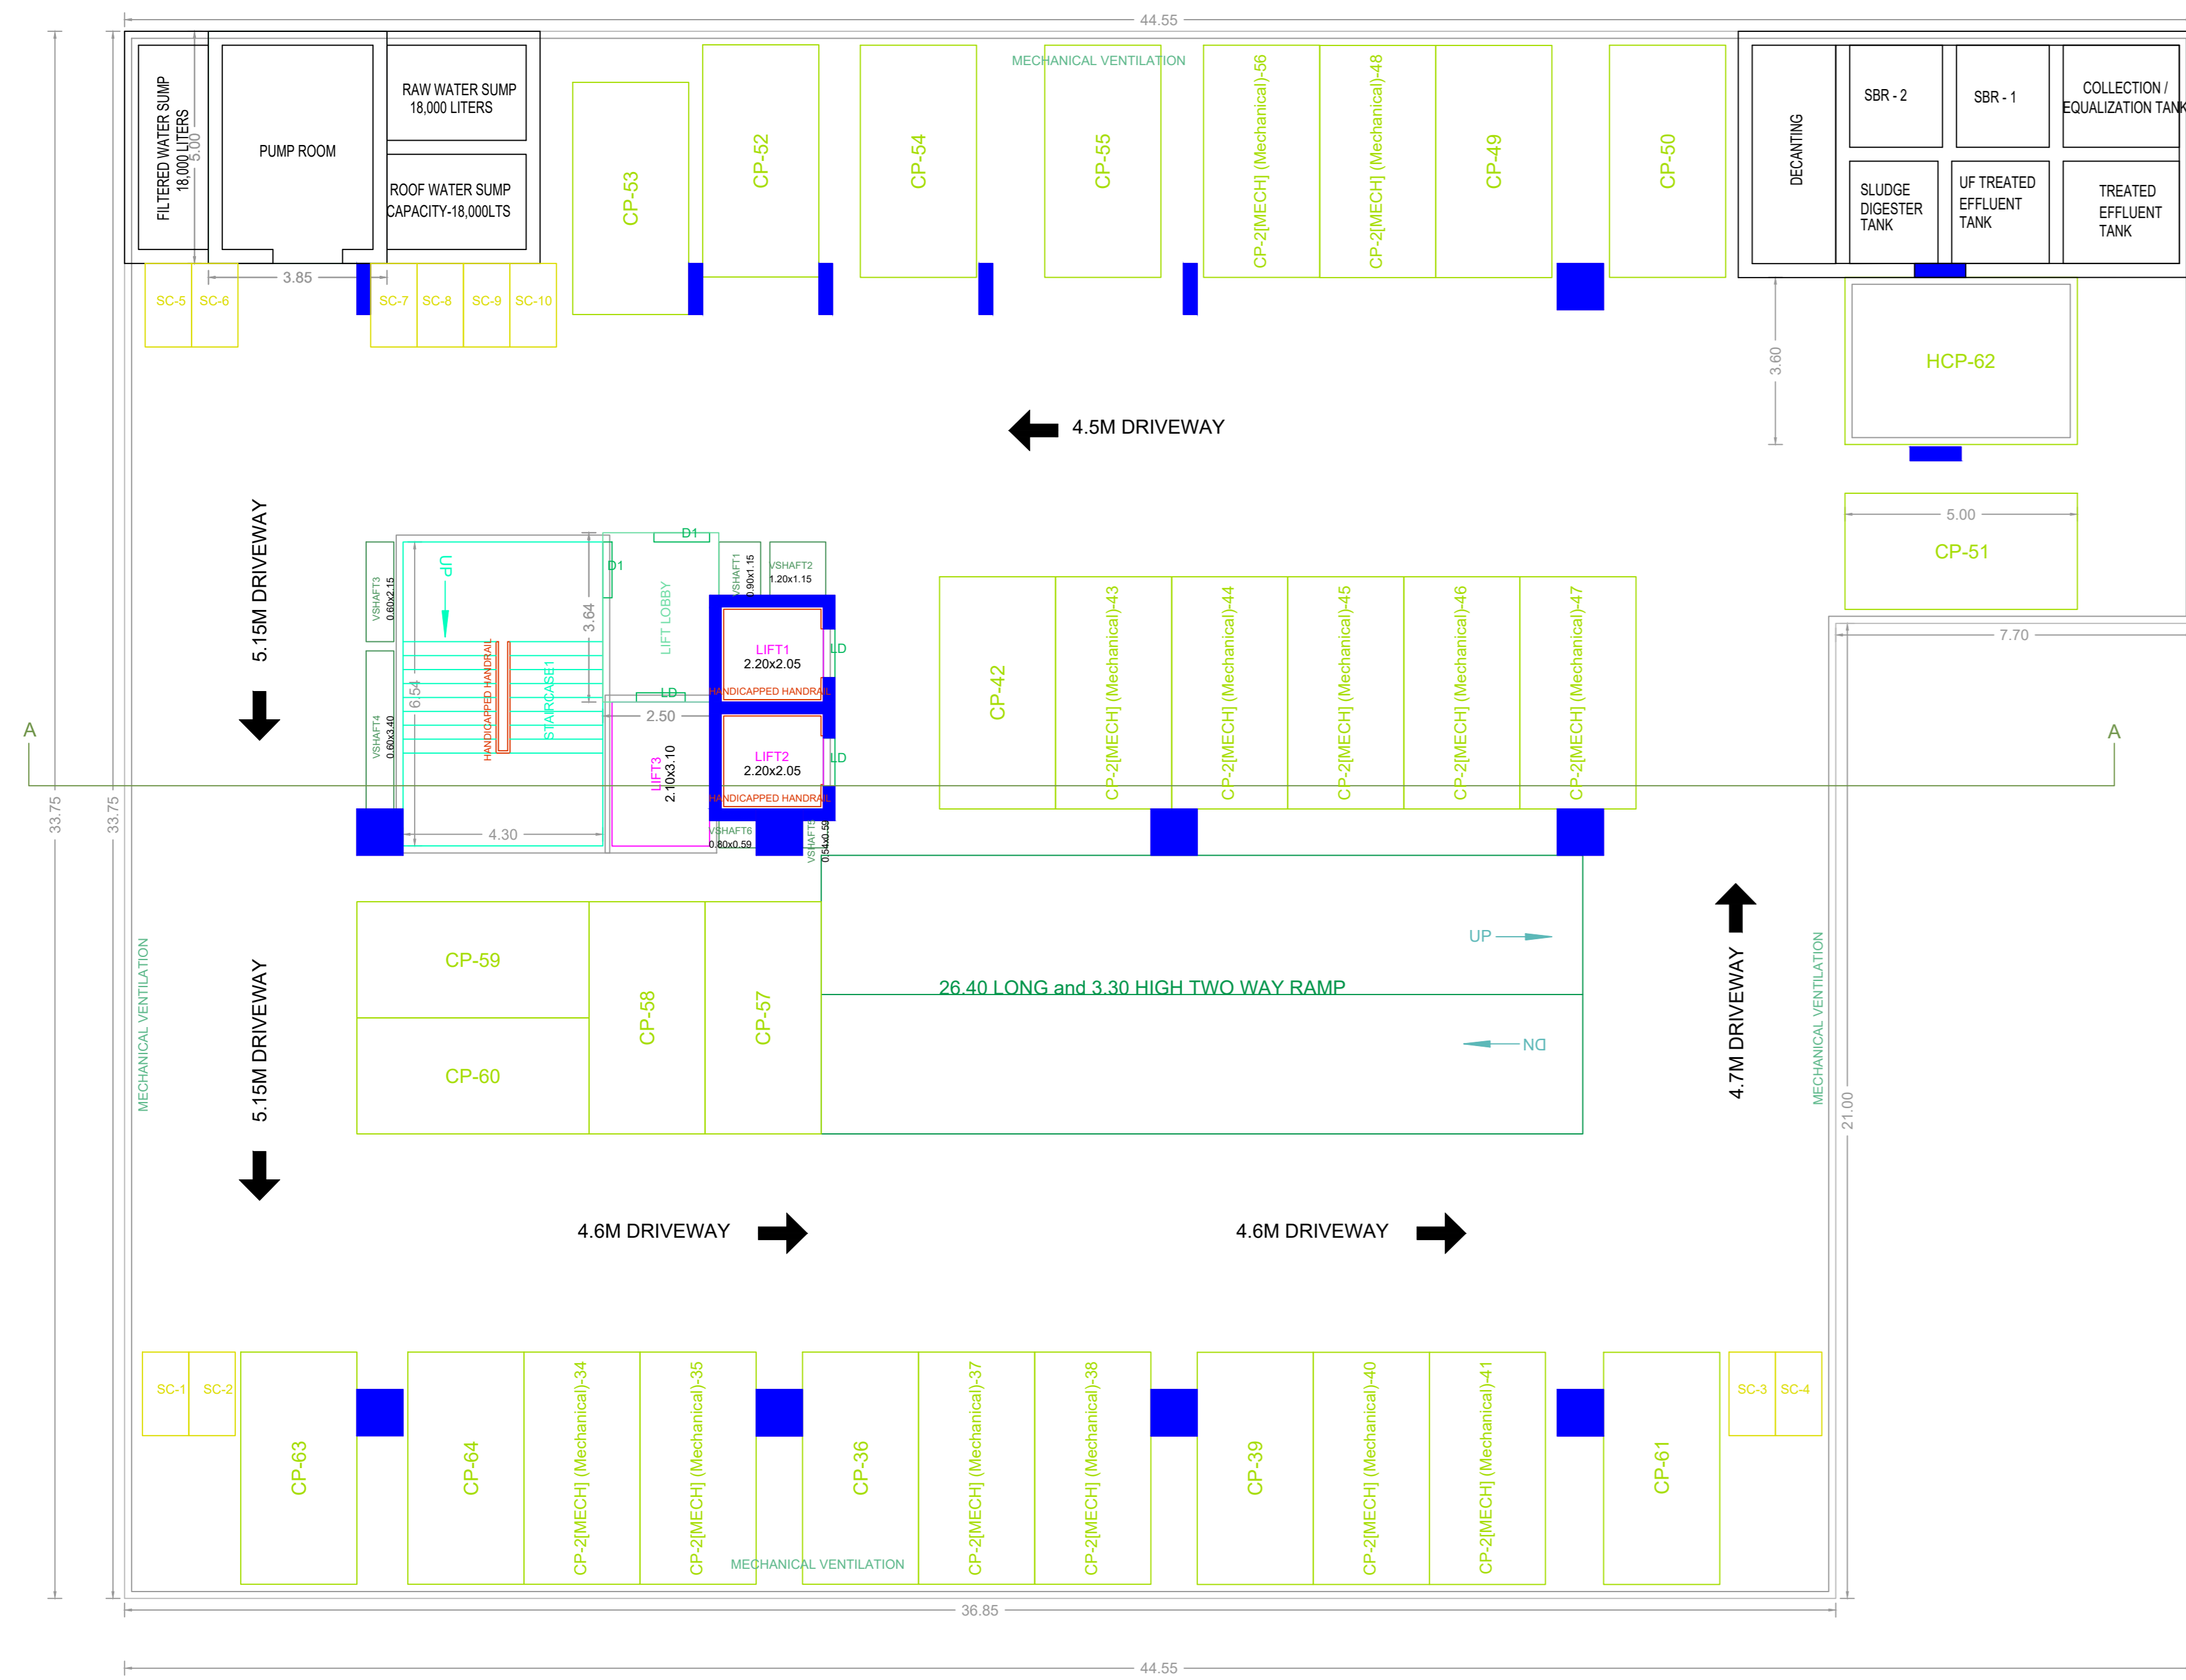 44.55
MECHANICAL VENTILATION
FILTERED WATER SUMP
18,000 LITERS
5.00
PUMP ROOM
RAW WATER SUMP
18,000 LITERS
ROOF WATER SUMP
CAPACITY-18,000LTS
CP-53
CP-52
CP-54
CP-55
CP-2[MECH] (Mechanical)-56
CP-2[MECH] (Mechanical)-48
CP-49
CP-50
DECANTING
SBR - 2
SBR - 1
COLLECTION /
EQUALIZATION TANK
SLUDGE
DIGESTER
TANK
UF TREATED
EFFLUENT
TANK
TREATED
EFFLUENT
TANK
3.85
SC-5
SC-6
SC-7
SC-8
SC-9
SC-10
3.60
HCP-62
4.5M DRIVEWAY
5.00
CP-51
7.70
5.15M DRIVEWAY
UP
D1
D1
VSHAFT3
0.60x2.15
VSHAFT4
0.60x3.40
6.54
HANDICAPPED HANDRAIL
STAIRCASE1
3.64
LIFT LOBBY
VSHAFT1
0.90x1.15
VSHAFT2
1.20x1.15
LIFT1
2.20x2.05
HANDICAPPED HANDRAIL
LD
LD
2.50
LIFT3
2.10x3.10
LIFT2
2.20x2.05
HANDICAPPED HANDRAIL
LD
4.30
VSHAFT6
0.80x0.59
VSHAFT5
0.54x0.59
CP-42
CP-2[MECH] (Mechanical)-43
CP-2[MECH] (Mechanical)-44
CP-2[MECH] (Mechanical)-45
CP-2[MECH] (Mechanical)-46
CP-2[MECH] (Mechanical)-47
A
A
33.75
33.75
CP-59
CP-60
CP-58
CP-57
UP
26.40 LONG and 3.30 HIGH TWO WAY RAMP
DN
4.7M DRIVEWAY
MECHANICAL VENTILATION
MECHANICAL VENTILATION
5.15M DRIVEWAY
21.00
4.6M DRIVEWAY
4.6M DRIVEWAY
SC-1
SC-2
CP-63
CP-64
CP-2[MECH] (Mechanical)-34
CP-2[MECH] (Mechanical)-35
CP-36
CP-2[MECH] (Mechanical)-37
CP-2[MECH] (Mechanical)-38
CP-39
CP-2[MECH] (Mechanical)-40
CP-2[MECH] (Mechanical)-41
CP-61
SC-3
SC-4
MECHANICAL VENTILATION
36.85
44.55